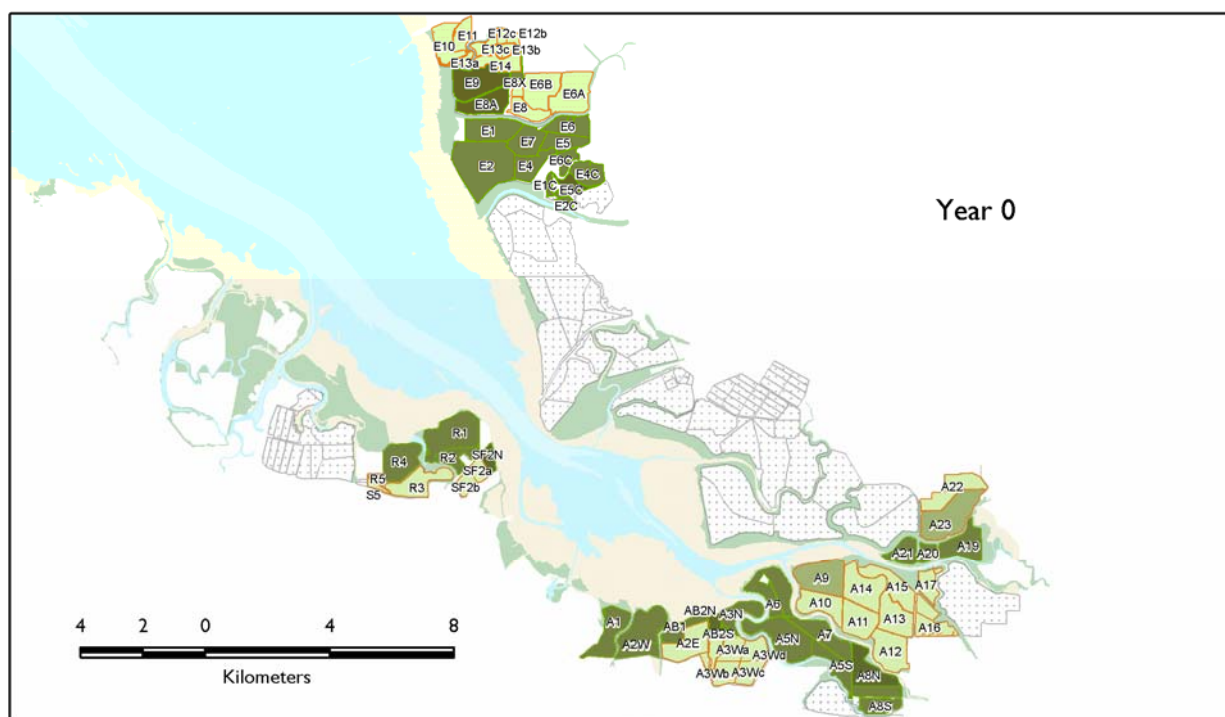 E11
E12c E12b
E10
E13c E13b
E13a
E14
E9
E8X
E6B
E6A
E8A
E8
E1
E6
E7
E5
E2
E4
E6C
E4C
E1C
E5C
E2C
Year 0
R1
R4
R2
SF2N
SF2a
R5
R3
SF2b
S5
A22
A23
A21
A20
A19
A9
A14
A15
A17
A10
A6
A11
A13
A16
A1
AB2N
A3N
AB1
AB2S
A5N
A7
A2W
A2E
A3Wa
A3Wd
A12
A3Wb
A3Wc
A5S
A8N
A8S
4 2 0 4 8
Kilometers